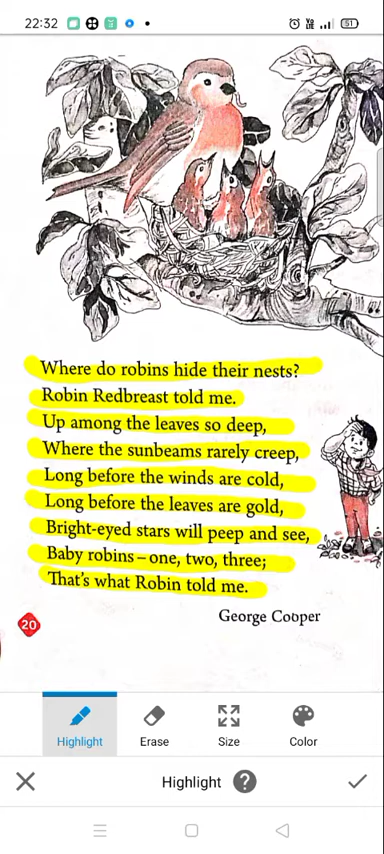 22:32
51
Where do robins hide their nests?
Robin Redbreast told me.
Up among the leaves so deep,
Where the sunbeams rarely creep,
Long before the winds are cold,
Long before the leaves are gold,
Bright-eyed stars will peep and see,
Baby robins – one, two, three;
That's what Robin told me.
George Cooper
20
Highlight Erase Size Color
Highlight ?